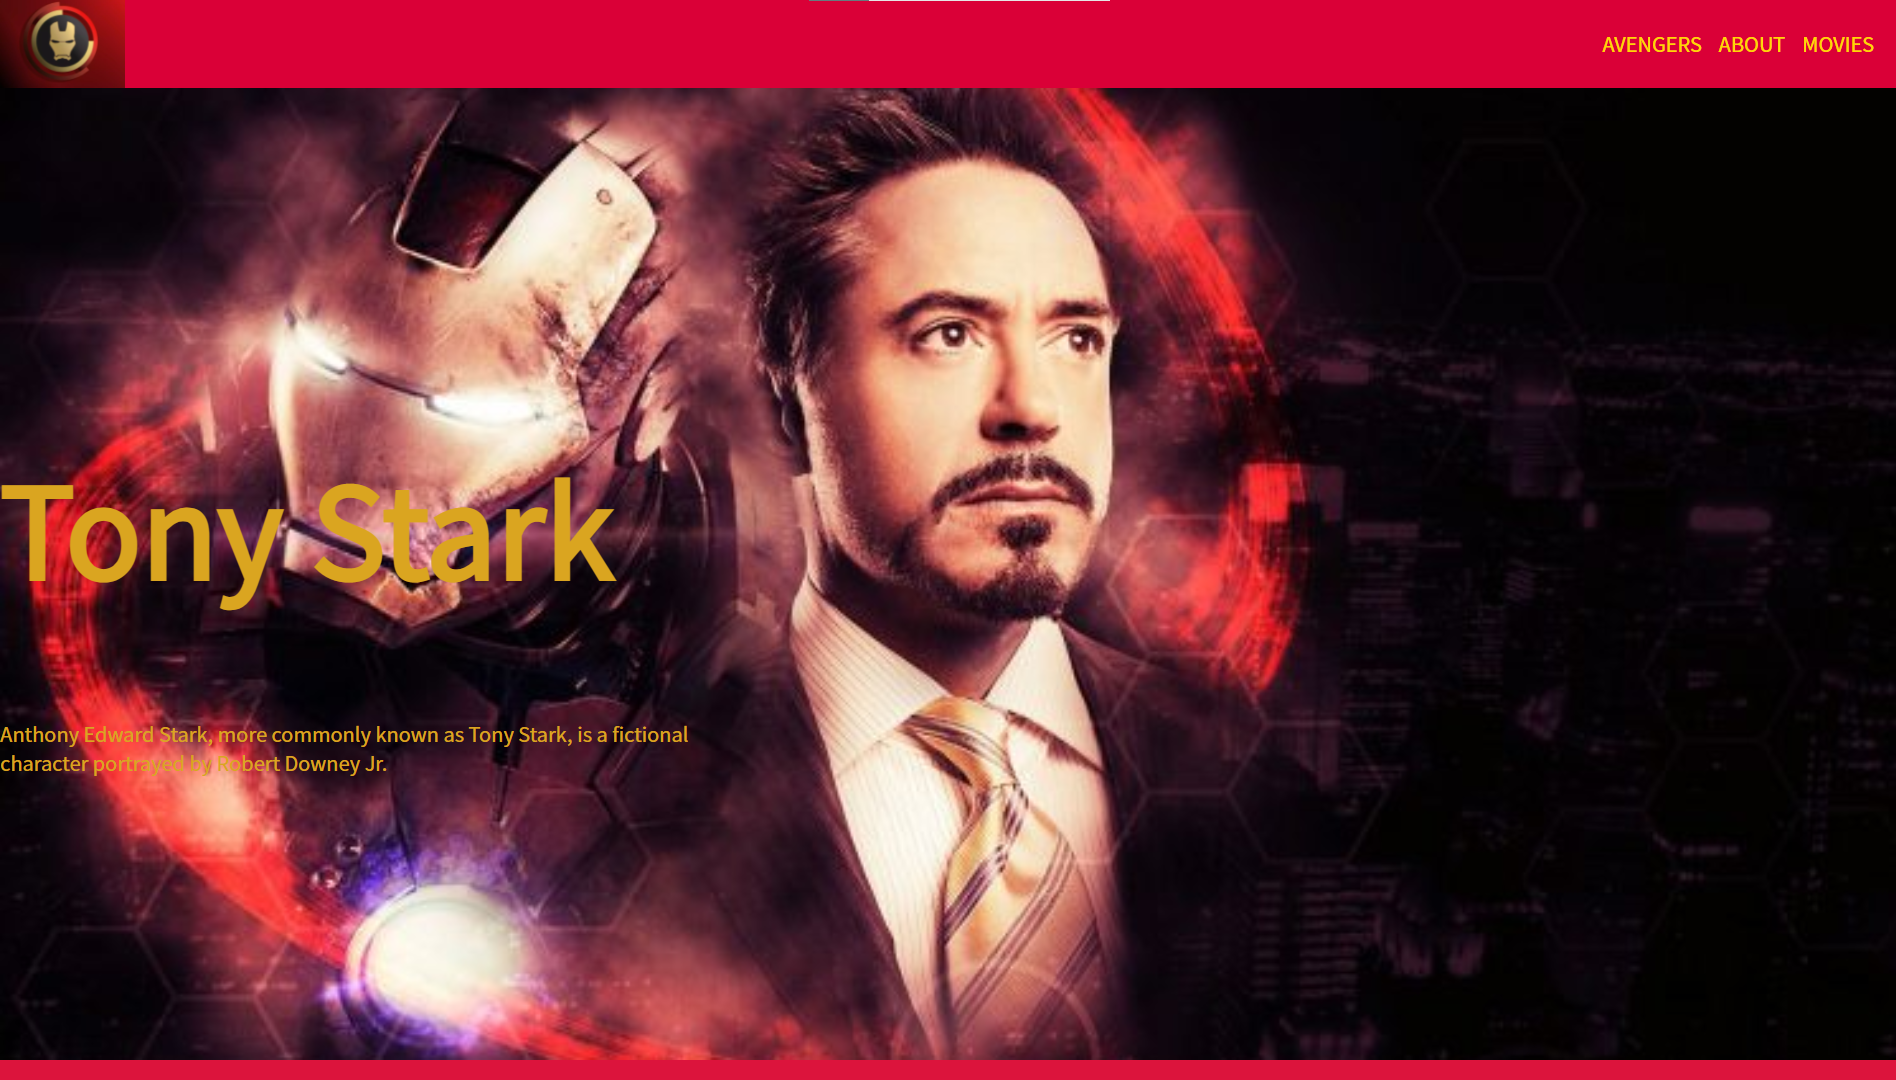 AVENGERS ABOUT MOVIES
Tony Stark
Anthony Edward Stark, more commonly known as Tony Stark, is a fictional
character portrayed by Robert Downey Jr.